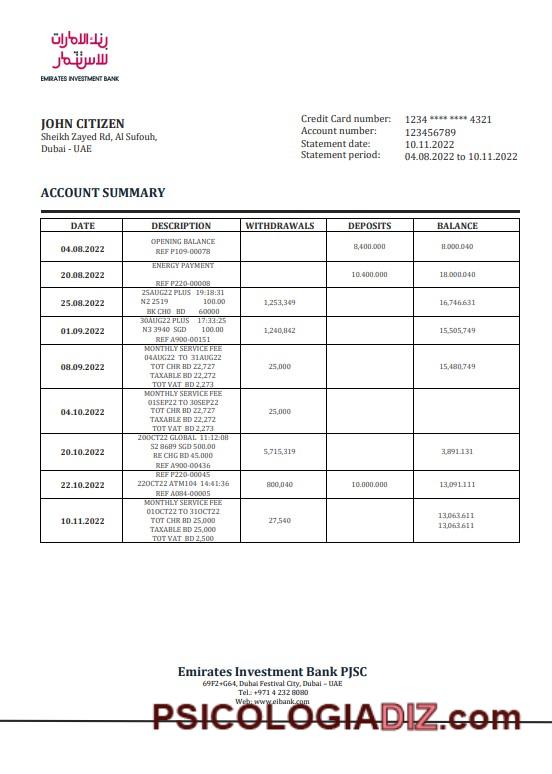 بنك الامارات
للاستثمار
EMIRATES INVESTMENT BANK
JOHN CITIZEN
Sheikh Zayed Rd, Al Sufouh,
Dubai - UAE
Credit Card number: 1234 **** **** 4321
Account number: 123456789
Statement date: 10.11.2022
Statement period: 04.08.2022 to 10.11.2022
ACCOUNT SUMMARY
DATE DESCRIPTION WITHDRAWALS DEPOSITS BALANCE
OPENING BALANCE
04.08.2022 8,400.000 8.000.040
REF P109-00078
ENERGY PAYMENT
20.08.2022 10.400.000 18.000.040
REF P220-00008
25AUG22 PLUS 19:18:31
25.08.2022 N2 2519 100.00 1,253,349 16,746.631
BK CH0 BD 60000
30AUG22 PLUS 17:33:25
01.09.2022 N3 3940 SGD 100.00 1,240,842 15,505,749
REF A900-00151
MONTHLY SERVICE FEE
04AUG22 TO 31AUG22
08.09.2022 TOT CHR BD 22,727 25,000 15,480,749
TAXABLE BD 22,272
TOT VAT BD 2,273
MONTHLY SERVICE FEE
01SEP22 TO 30SEP22
04.10.2022 TOT CHR BD 22,727 25,000
TAXABLE BD 22,272
TOT VAT BD 2,273
20OCT22 GLOBAL 11:12:08
20.10.2022 S2 8689 SGD 500.00 5,715,319 3,891.131
RE CHG BD 45.000
REF A900-00436
REF P220-00045
22.10.2022 22OCT22 ATM104 14:41:36 800,040 10.000.000 13,091.111
REF A084-00005
MONTHLY SERVICE FEE
01OCT22 TO 31OCT22
10.11.2022 TOT CHR BD 25,000 27,540 13,063.611
TAXABLE BD 25,000 13,063.611
TOT VAT BD 2,500
Emirates Investment Bank PJSC
69F2+G64, Dubai Festival City, Dubai – UAE
Tel.: +971 4 232 8080
Web: www.eibank.com
PSICOLOGIADIZ.com